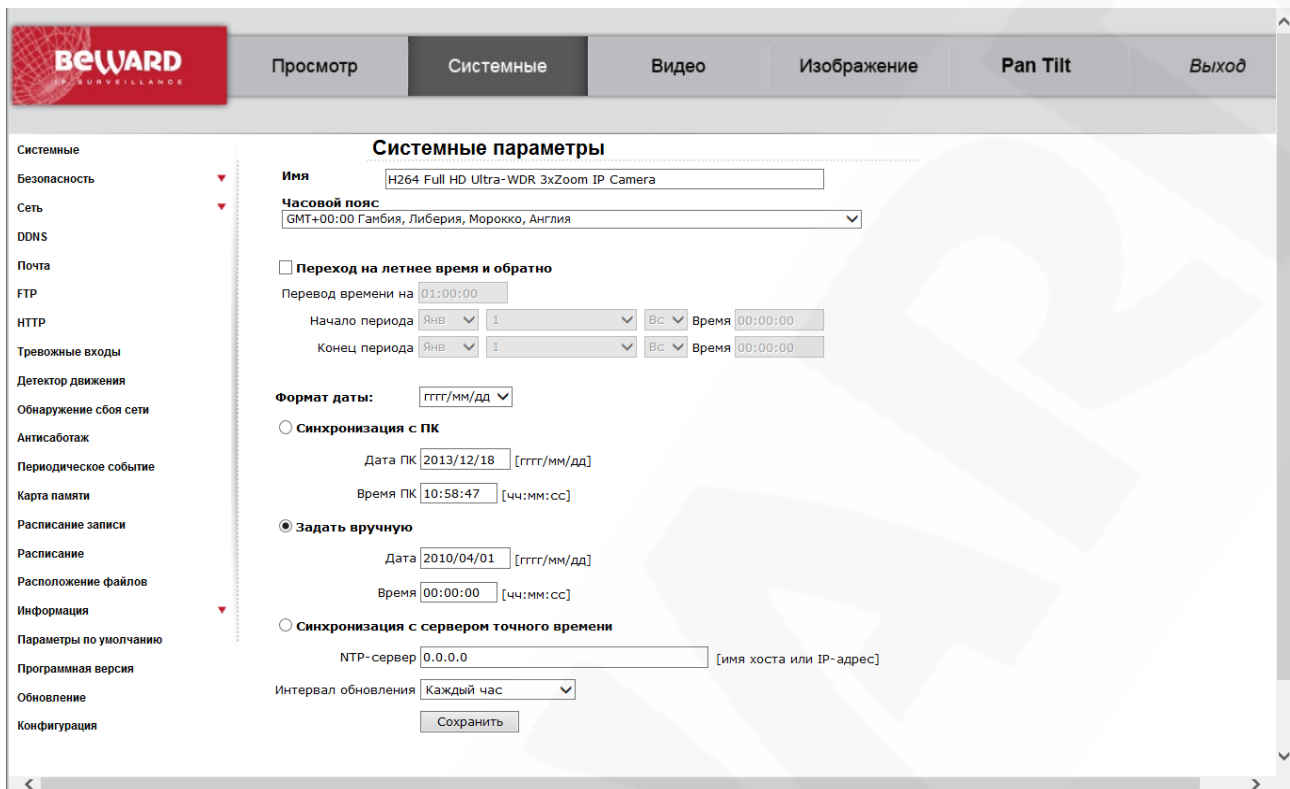 BEWARD
IP SURVEILLANCE
Просмотр
Системные
Видео
Изображение
Pan Tilt
Выход
Системные
Безопасность
Сеть
DDNS
Почта
FTP
HTTP
Тревожные входы
Детектор движения
Обнаружение сбоя сети
Антисаботаж
Периодическое событие
Карта памяти
Расписание записи
Расписание
Расположение файлов
Информация
Параметры по умолчанию
Программная версия
Обновление
Конфигурация
Системные параметры
Имя H264 Full HD Ultra-WDR 3xZoom IP Camera
Часовой пояс
GMT+00:00 Гамбия, Либерия, Морокко, Англия
Переход на летнее время и обратно
Перевод времени на 01:00:00
Начало периода Янв 1 Вс Время 00:00:00
Конец периода Янв 1 Вс Время 00:00:00
Формат даты: гггг/мм/дд
Синхронизация с ПК
Дата ПК 2013/12/18 [гггг/мм/дд]
Время ПК 10:58:47 [чч:мм:сс]
Задать вручную
Дата 2010/04/01 [гггг/мм/дд]
Время 00:00:00 [чч:мм:сс]
Синхронизация с сервером точного времени
NTP-сервер 0.0.0.0 [имя хоста или IP-адрес]
Интервал обновления Каждый час
Сохранить